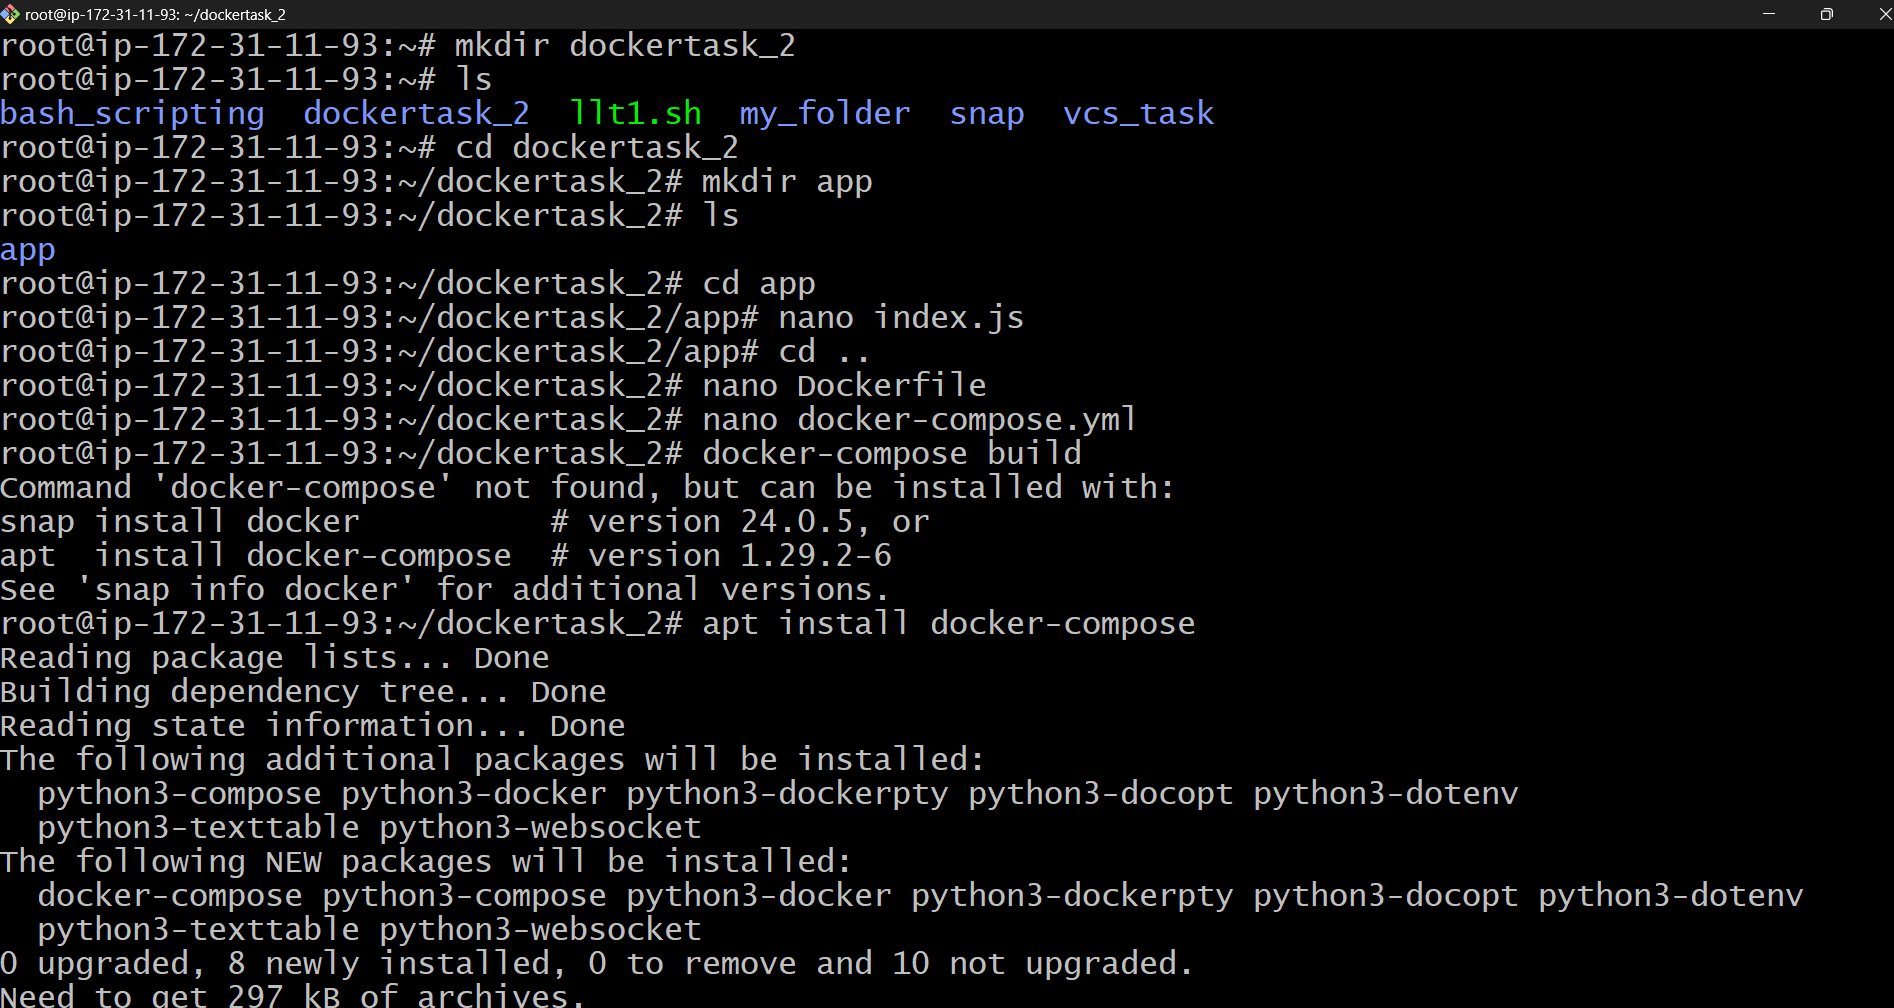 root@ip-172-31-11-93: ~/dockertask_2
root@ip-172-31-11-93:~# mkdir dockertask_2
root@ip-172-31-11-93:~# ls
bash_scripting  dockertask_2  llt1.sh  my_folder  snap  vcs_task
root@ip-172-31-11-93:~# cd dockertask_2
root@ip-172-31-11-93:~/dockertask_2# mkdir app
root@ip-172-31-11-93:~/dockertask_2# ls
app
root@ip-172-31-11-93:~/dockertask_2# cd app
root@ip-172-31-11-93:~/dockertask_2/app# nano index.js
root@ip-172-31-11-93:~/dockertask_2/app# cd ..
root@ip-172-31-11-93:~/dockertask_2# nano Dockerfile
root@ip-172-31-11-93:~/dockertask_2# nano docker-compose.yml
root@ip-172-31-11-93:~/dockertask_2# docker-compose build
Command 'docker-compose' not found, but can be installed with:
snap install docker          # version 24.0.5, or
apt  install docker-compose  # version 1.29.2-6
See 'snap info docker' for additional versions.
root@ip-172-31-11-93:~/dockertask_2# apt install docker-compose
Reading package lists... Done
Building dependency tree... Done
Reading state information... Done
The following additional packages will be installed:
  python3-compose python3-docker python3-dockerpty python3-docopt python3-dotenv
  python3-texttable python3-websocket
The following NEW packages will be installed:
  docker-compose python3-compose python3-docker python3-dockerpty python3-docopt python3-dotenv
  python3-texttable python3-websocket
0 upgraded, 8 newly installed, 0 to remove and 10 not upgraded.
Need to get 297 kB of archives.